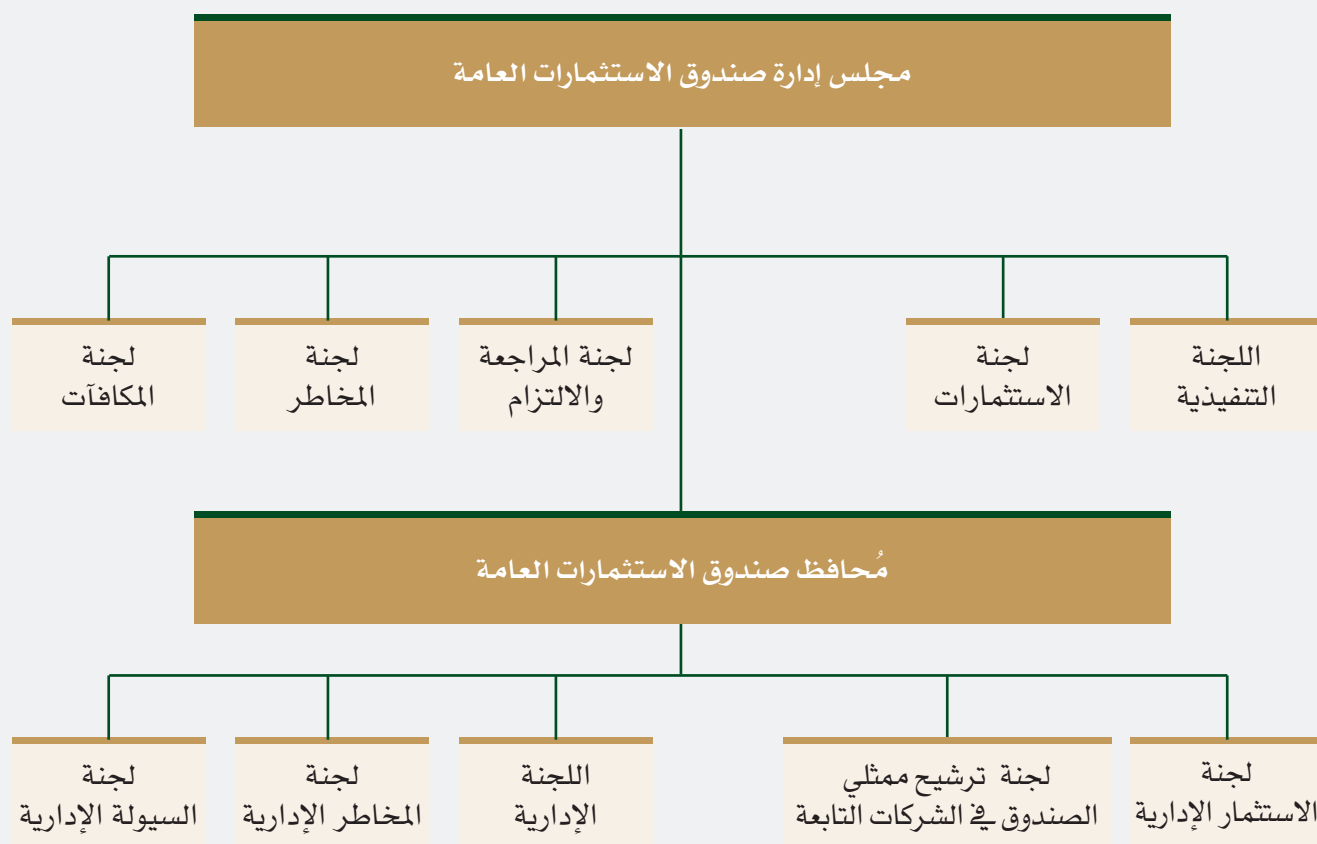 مجلس إدارة صندوق الاستثمارات العامة
اللجنة
التنفيذية
لجنة
الاستثمارات
لجنة المراجعة
والالتزام
لجنة
المخاطر
لجنة
المكافآت
مُحافظ صندوق الاستثمارات العامة
لجنة
الاستثمار الإدارية
لجنة ترشيح ممثلي
الصندوق في الشركات التابعة
اللجنة
الإدارية
لجنة
المخاطر الإدارية
لجنة
السيولة الإدارية